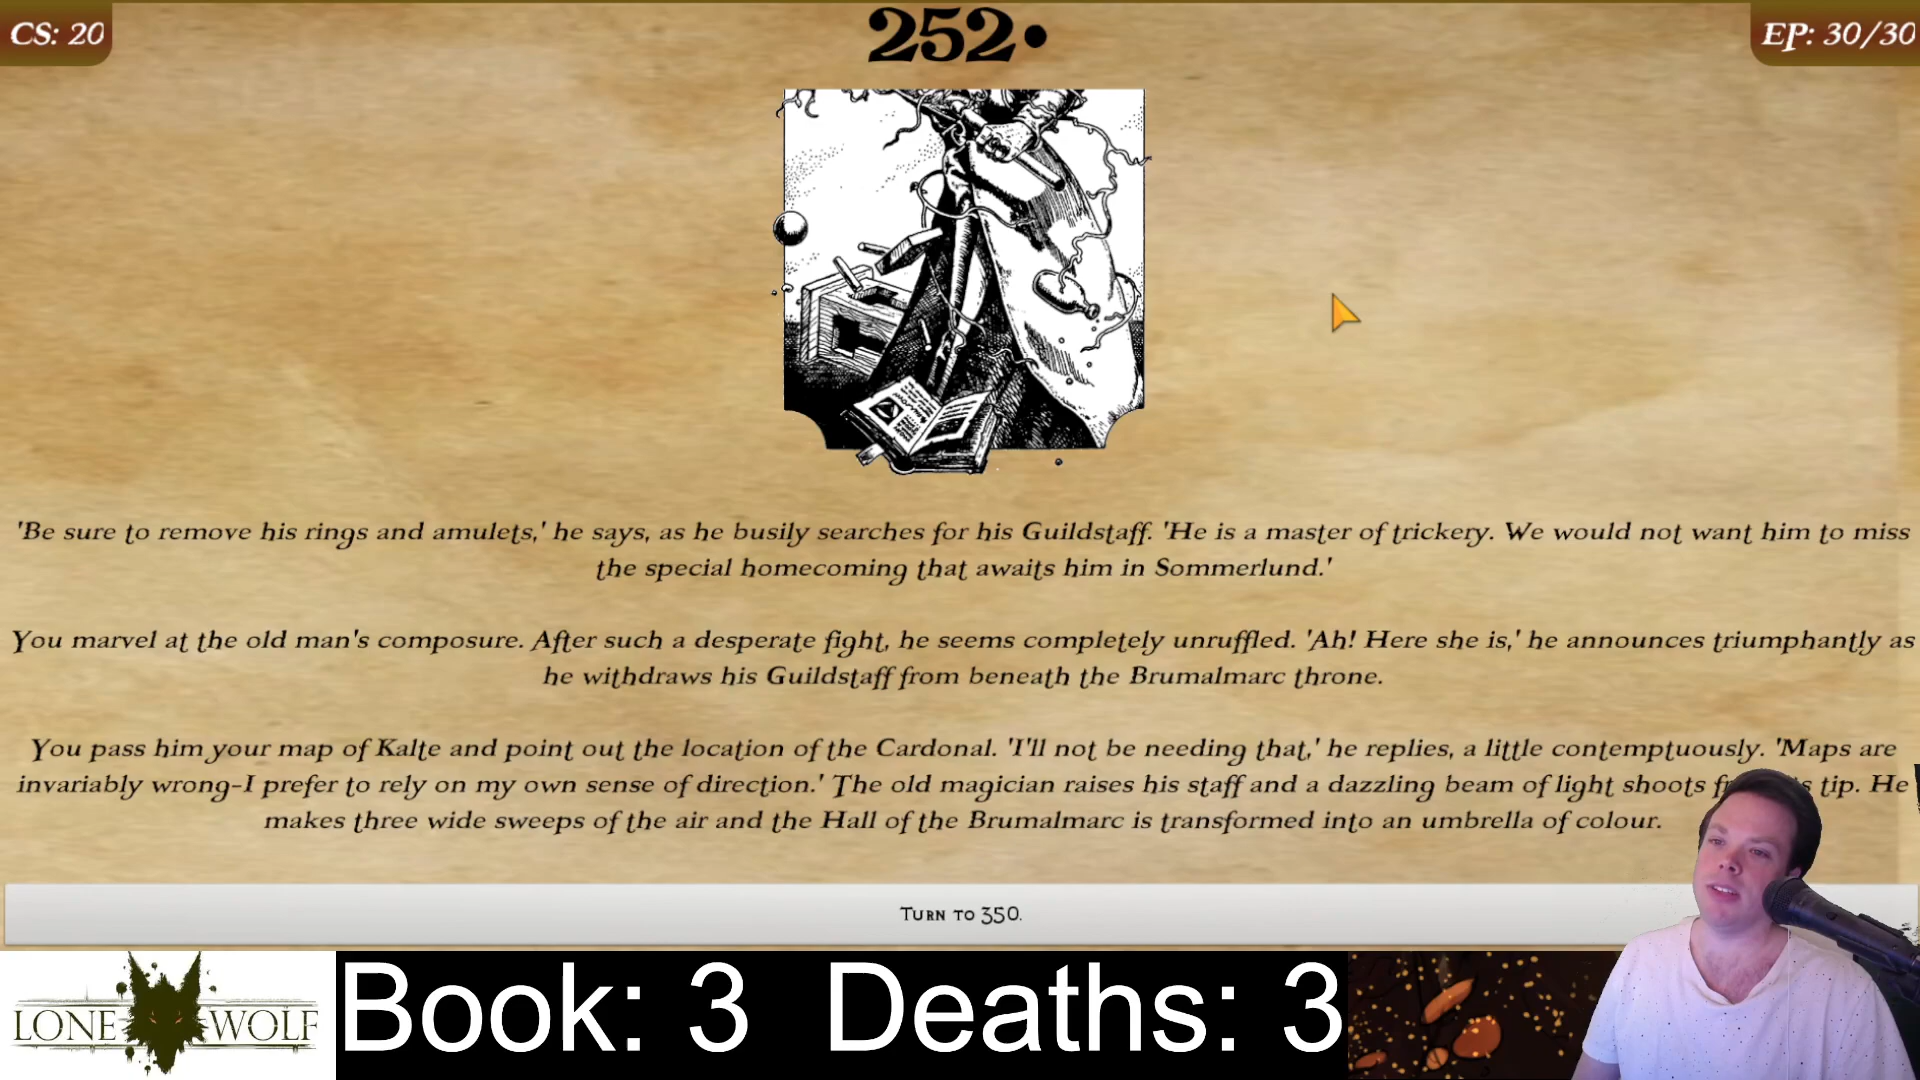 CS: 20
252•
EP: 30/30
'Be sure to remove his rings and amulets,' he says, as he busily searches for his Guildstaff. 'He is a master of trickery. We would not want him to miss
the special homecoming that awaits him in Sommerlund.'
You marvel at the old man's composure. After such a desperate fight, he seems completely unruffled. 'Ah! Here she is,' he announces triumphantly as
he withdraws his Guildstaff from beneath the Brumalmarc throne.
You pass him your map of Kalte and point out the location of the Cardonal. 'I'll not be needing that,' he replies, a little contemptuously. 'Maps are
invariably wrong-I prefer to rely on my own sense of direction.' The old magician raises his staff and a dazzling beam of light shoots tip. He
makes three wide sweeps of the air and the Hall of the Brumalmarc is transformed into an umbrella of colour.
Turn to 350.
LONE WOLF
Book: 3 Deaths: 3